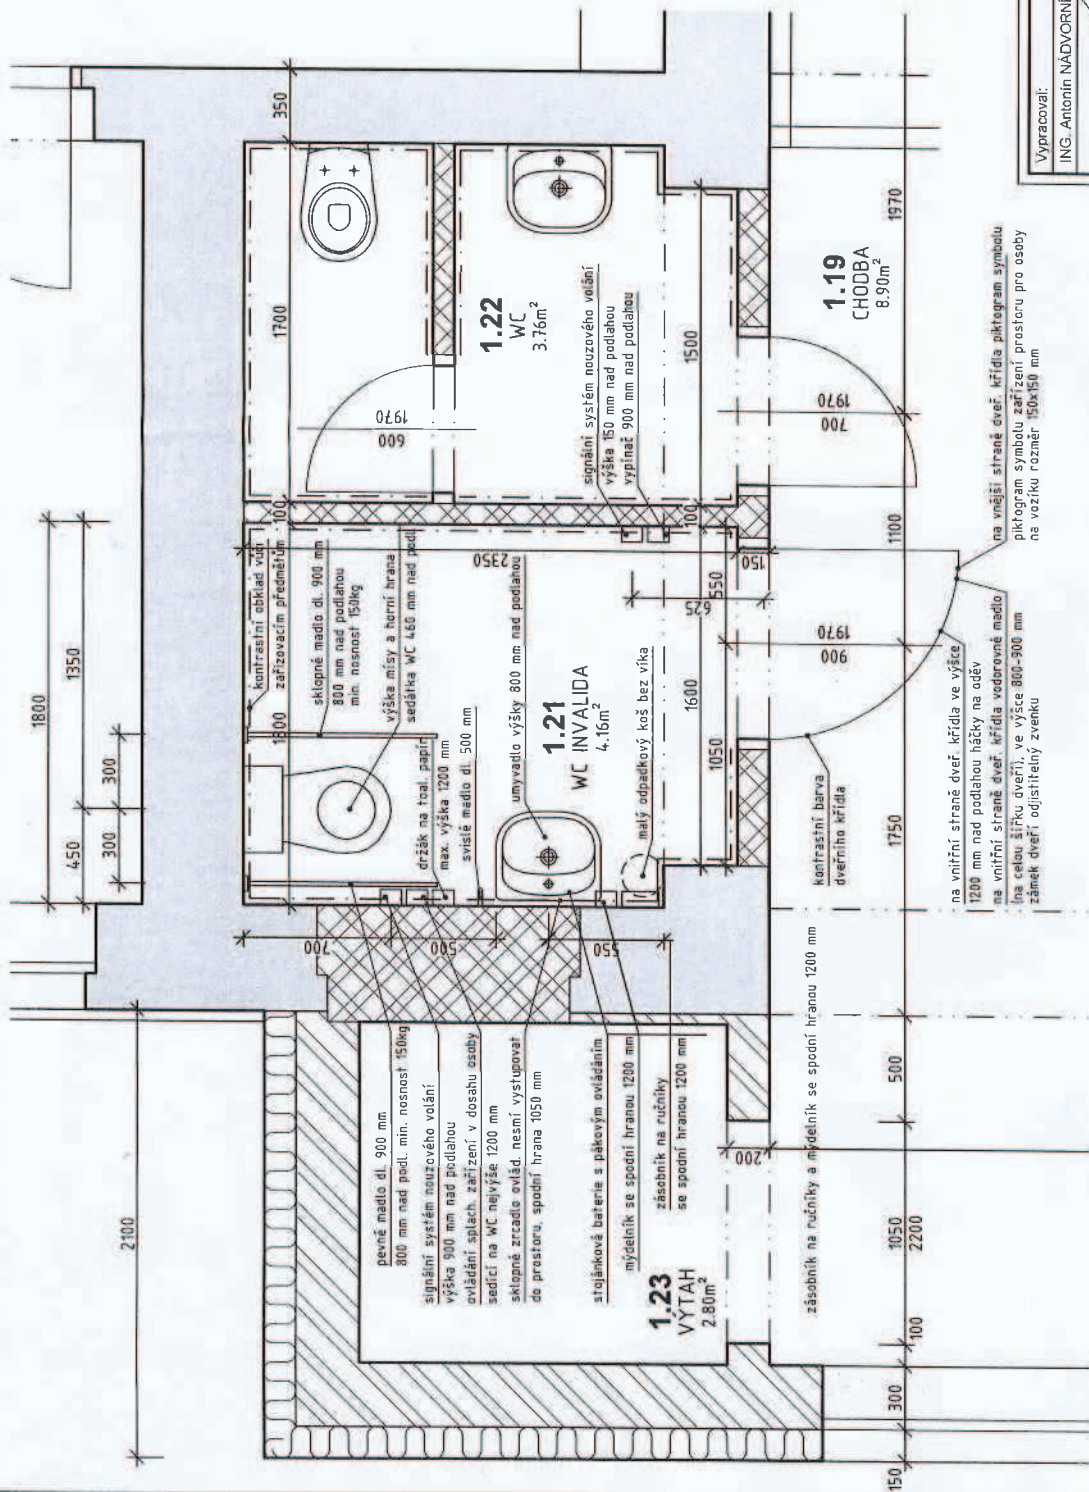 Vypracoval:
ING. Antonín NÁDVORNÍ
350
1700
100
1970
600
1.22
WC
3.76m²
signální systém nouzového volání
výška 150 mm nad podlahou
vypínač 900 mm nad podlahou
1500
1970
700
1.19
CHODBA
8.90m²
1970
1100
1750
500
1050
2200
100
300
150
1800
1350
450
300
300
1800
kontrastní obklad vůči
zařizovacím předmětům
sklopné madlo dl. 900 mm
800 mm nad podlahou
min. nosnost 150kg
výška mísy a horní hrana
sedátka WC 460 mm nad podl
držák na toal. papír
max. výška 1200 mm
svislé madlo dl. 500 mm
umyvadlo výšky 800 mm nad podlahou
1.21
WC INVALIDA
4.16m²
malý odpadkový koš bez víka
2350
100
150
550
625
1600
1050
1970
900
700
500
550
kontrastní barva
dveřního křídla
na vnější straně dveř. křídla piktogram symbolu
piktogram symbolu zařízení prostoru pro osoby
na vozíku rozměr 150x150 mm
na vnitřní straně dveř. křídla ve výšce
1200 mm nad podlahou háčky na oděv
na vnitřní straně dveř. křídla vodorovné madlo
(na celou šířku dveří), ve výšce 800-900 mm
zámek dveří odjistitelný zvenku
2100
pevné madlo dl. 900 mm
800 mm nad podl. min. nosnost 150kg
signální systém nouzového volání
výška 900 mm nad podlahou
ovládání splach. zařízení v dosahu osoby
sedící na WC nejvýše 1200 mm
sklopné zrcadlo ovlád. nesmí vystupovat
do prostoru, spodní hrana 1050 mm
stojánková baterie s pákovým ovládáním
mýdelník se spodní hranou 1200 mm
zásobník na ručníky
se spodní hranou 1200 mm
1.23
VÝTAH
2.80m²
200
zásobník na ručníky a mýdelník se spodní hranou 1200 mm